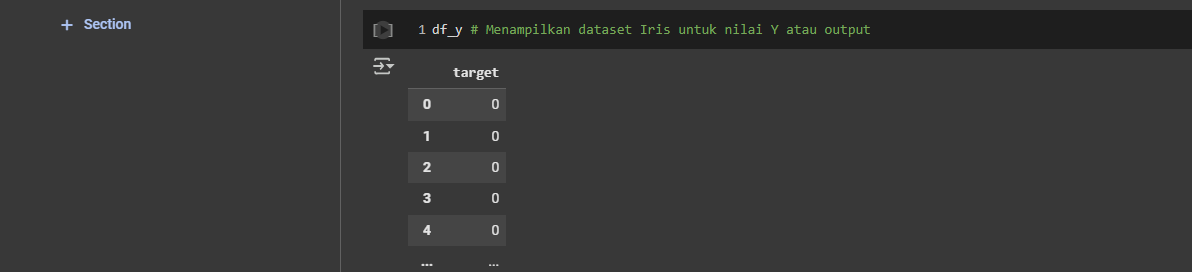 + Section
1 df_y # Menampilkan dataset Iris untuk nilai Y atau output
target
0 0
1 0
2 0
3 0
4 0
... ...